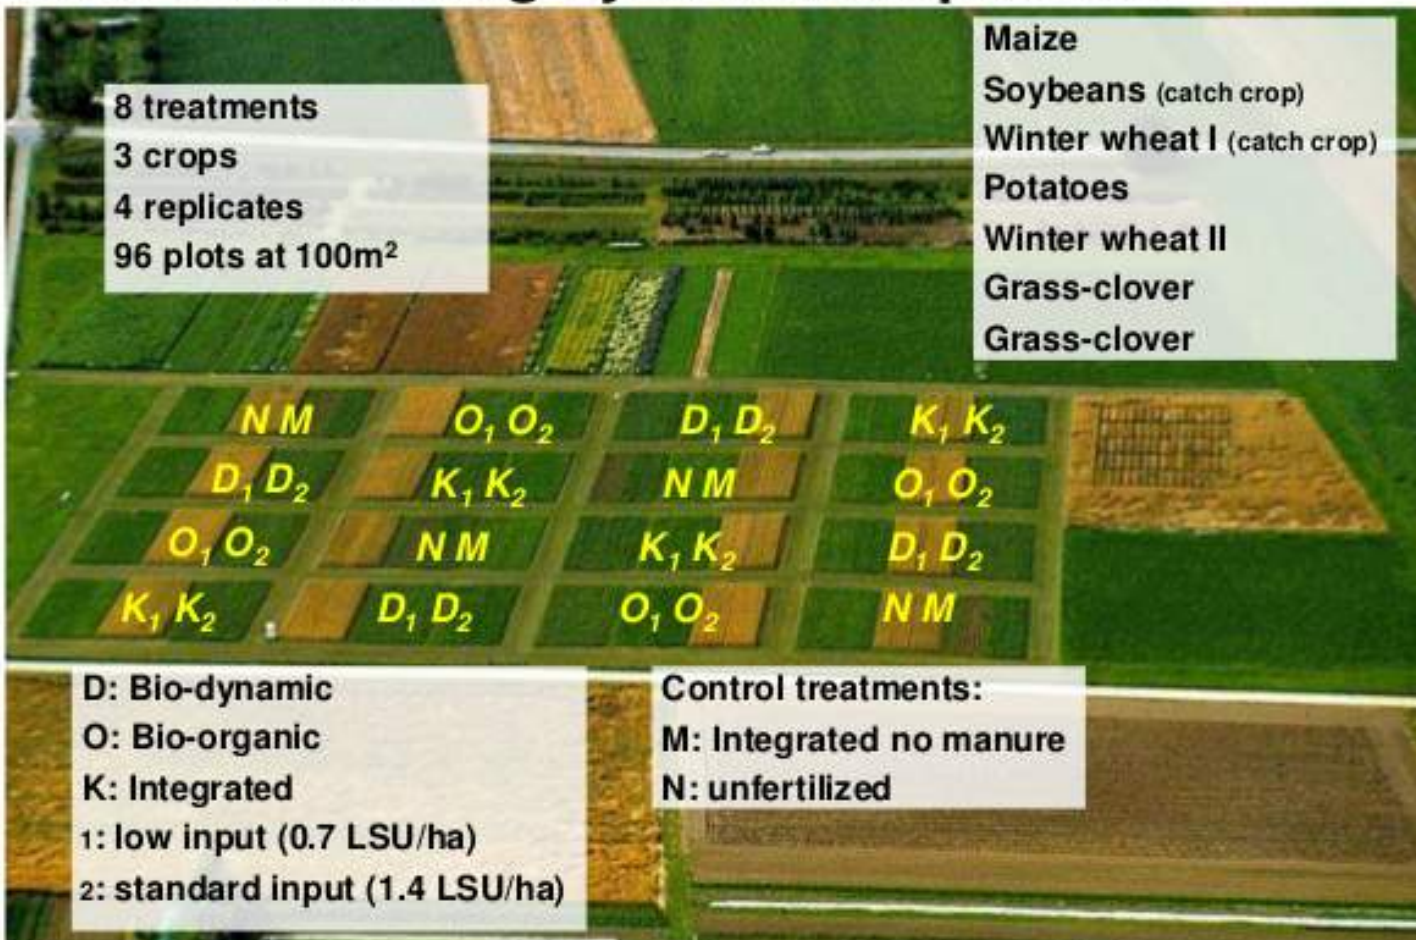 8 treatments
3 crops
4 replicates
96 plots at 100m²
Maize
Soybeans (catch crop)
Winter wheat I (catch crop)
Potatoes
Winter wheat II
Grass-clover
Grass-clover
N M O₁ O₂ D₁ D₂ K₁ K₂
D₁ D₂ K₁ K₂ N M O₁ O₂
O₁ O₂ N M K₁ K₂ D₁ D₂
K₁ K₂ D₁ D₂ O₁ O₂ N M
D: Bio-dynamic
O: Bio-organic
K: Integrated
1: low input (0.7 LSU/ha)
2: standard input (1.4 LSU/ha)
Control treatments:
M: Integrated no manure
N: unfertilized